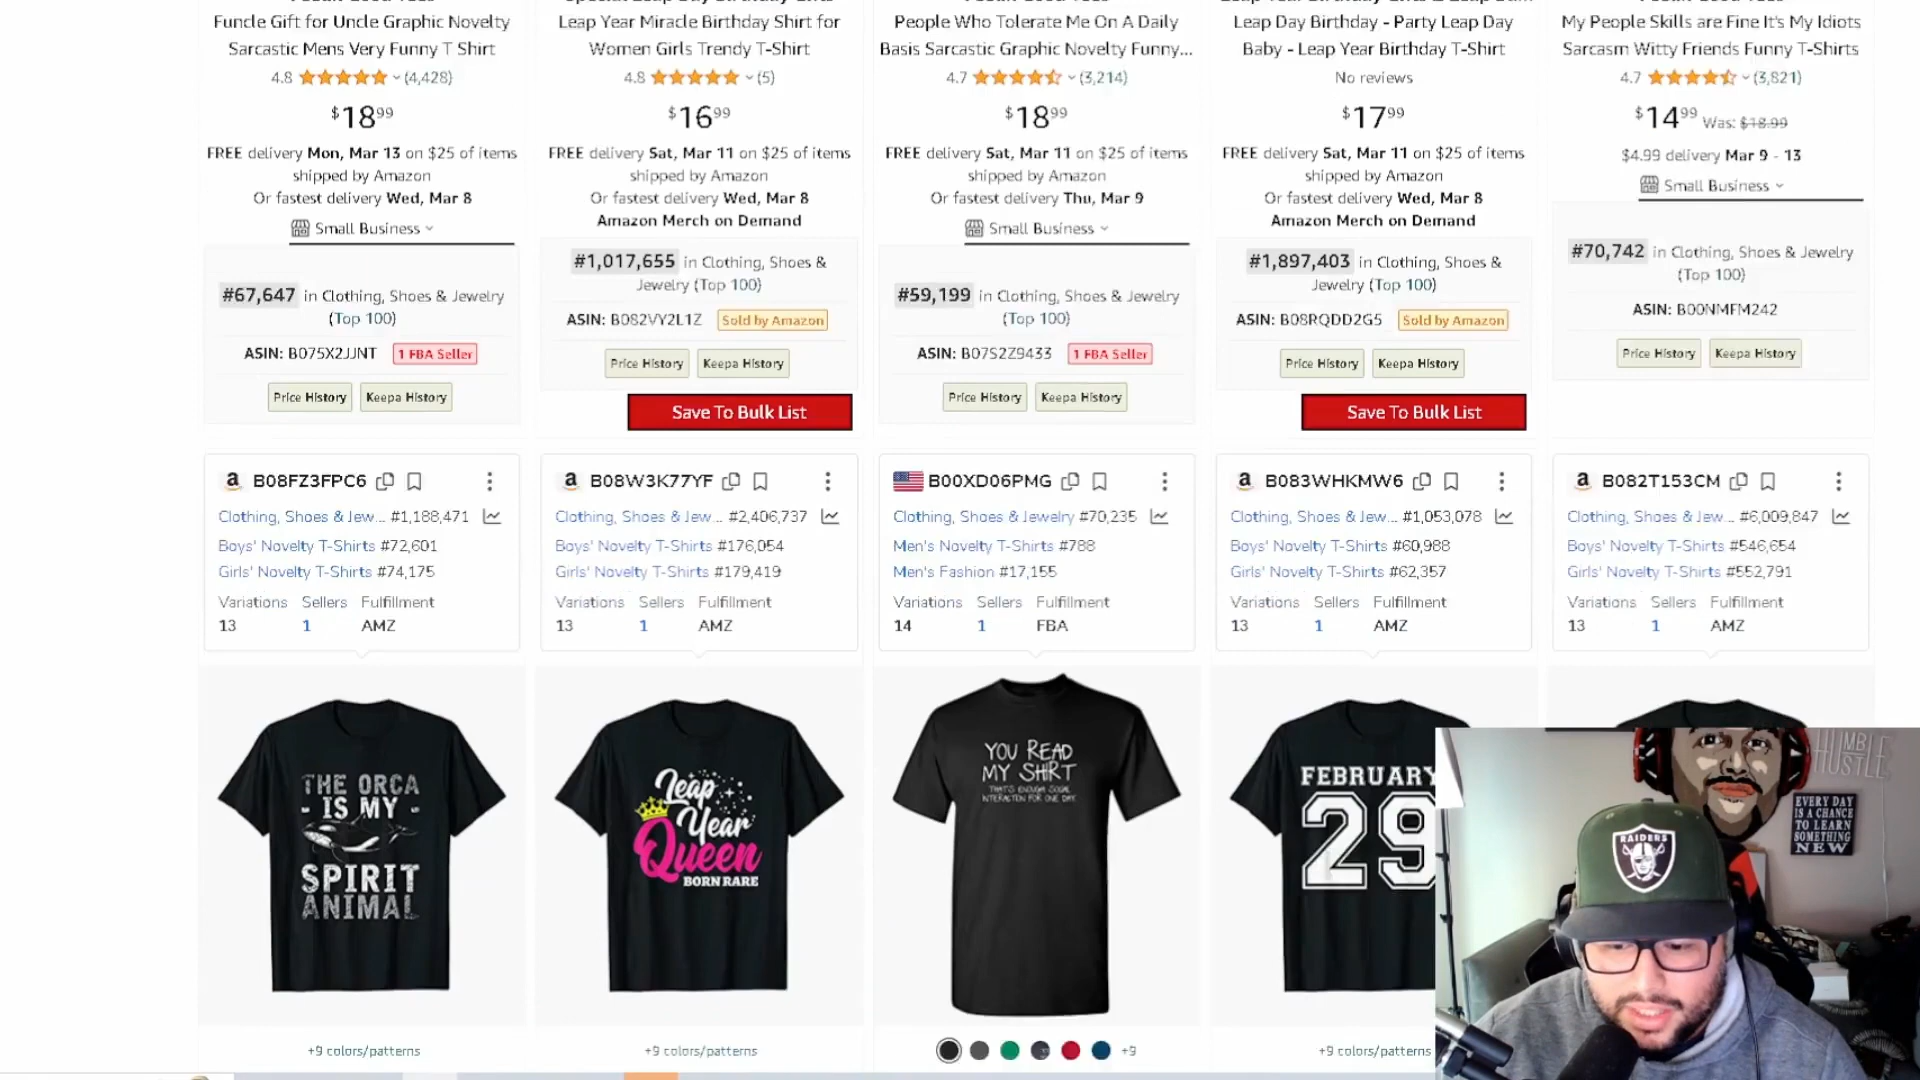 Funcle Gift for Uncle Graphic Novelty
Sarcastic Mens Very Funny T Shirt
4.8 (4,428)
$18 99
FREE delivery Mon, Mar 13 on $25 of items
shipped by Amazon
Or fastest delivery Wed, Mar 8
Small Business
#67,647 in Clothing, Shoes & Jewelry
(Top 100)
ASIN: B075X2JJNT 1 FBA Seller
Price History Keepa History
Leap Year Miracle Birthday Shirt for
Women Girls Trendy T-Shirt
4.8 (5)
$16 99
FREE delivery Sat, Mar 11 on $25 of items
shipped by Amazon
Or fastest delivery Wed, Mar 8
Amazon Merch on Demand
#1,017,655 in Clothing, Shoes &
Jewelry (Top 100)
ASIN: B082VY2L1Z Sold by Amazon
Price History Keepa History
Save To Bulk List
People Who Tolerate Me On A Daily
Basis Sarcastic Graphic Novelty Funny...
4.7 (3,214)
$18 99
FREE delivery Sat, Mar 11 on $25 of items
shipped by Amazon
Or fastest delivery Thu, Mar 9
Small Business
#59,199 in Clothing, Shoes & Jewelry
(Top 100)
ASIN: B07S2Z9433 1 FBA Seller
Price History Keepa History
Leap Day Birthday - Party Leap Day
Baby - Leap Year Birthday T-Shirt
No reviews
$17 99
FREE delivery Sat, Mar 11 on $25 of items
shipped by Amazon
Or fastest delivery Wed, Mar 8
Amazon Merch on Demand
#1,897,403 in Clothing, Shoes &
Jewelry (Top 100)
ASIN: B08RQDD2G5 Sold by Amazon
Price History Keepa History
Save To Bulk List
My People Skills are Fine It's My Idiots
Sarcasm Witty Friends Funny T-Shirts
4.7 (3,821)
$14 99 Was: $18.99
$4.99 delivery Mar 9 - 13
Small Business
#70,742 in Clothing, Shoes & Jewelry
(Top 100)
ASIN: B00NMFM242
Price History Keepa History
a B08FZ3FPC6
Clothing, Shoes & Jew... #1,188,471
Boys' Novelty T-Shirts #72,601
Girls' Novelty T-Shirts #74,175
Variations Sellers Fulfillment
13 1 AMZ
THE ORCA
- IS MY -
SPIRIT
ANIMAL
+9 colors/patterns
a B08W3K77YF
Clothing, Shoes & Jew... #2,406,737
Boys' Novelty T-Shirts #176,054
Girls' Novelty T-Shirts #179,419
Variations Sellers Fulfillment
13 1 AMZ
Leap
Year
Queen
BORN RARE
+9 colors/patterns
B00XD06PMG
Clothing, Shoes & Jewelry #70,235
Men's Novelty T-Shirts #788
Men's Fashion #17,155
Variations Sellers Fulfillment
14 1 FBA
YOU READ
MY SHIRT
THAT'S ENOUGH SOCIAL
INTERACTION FOR ONE DAY
+9
a B083WHKMW6
Clothing, Shoes & Jew... #1,053,078
Boys' Novelty T-Shirts #60,988
Girls' Novelty T-Shirts #62,357
Variations Sellers Fulfillment
13 1 AMZ
FEBRUARY
29
+9 colors/patterns
a B082T153CM
Clothing, Shoes & Jew... #6,009,847
Boys' Novelty T-Shirts #546,654
Girls' Novelty T-Shirts #552,791
Variations Sellers Fulfillment
13 1 AMZ
HUSTLE
EVERY DAY
IS A CHANCE
TO LEARN
SOMETHING
NEW
RAIDERS